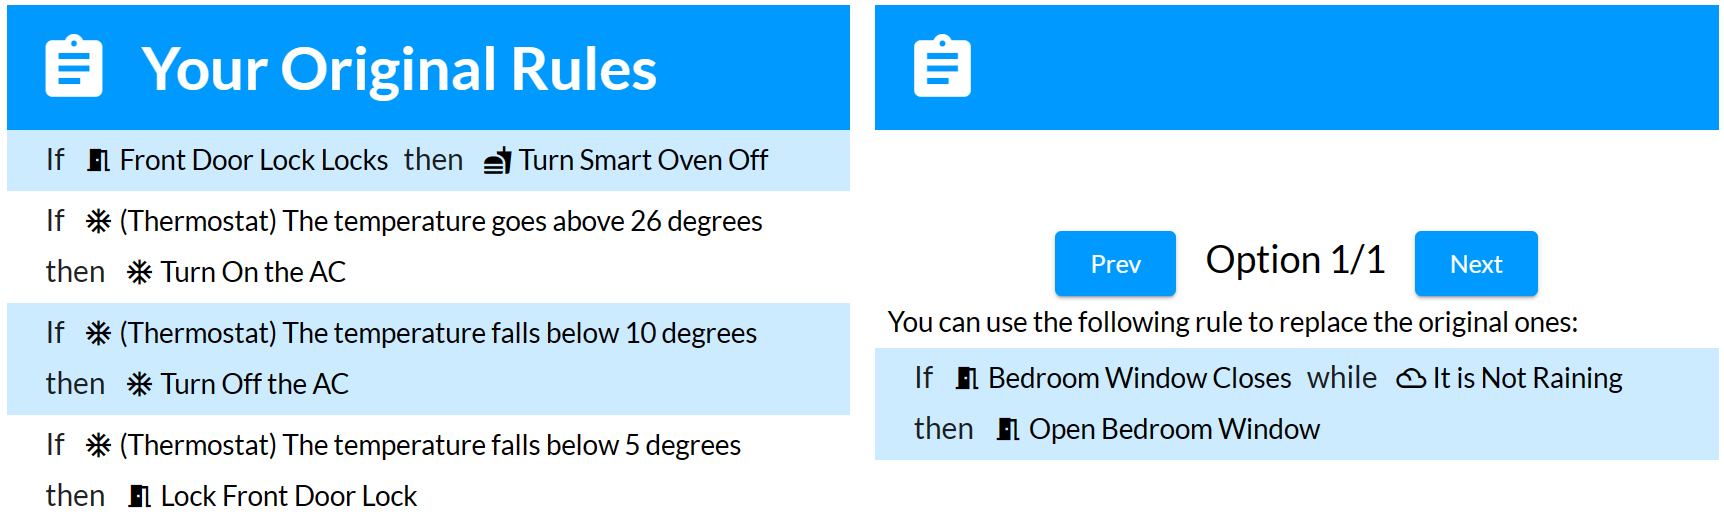 Your Original Rules
If Front Door Lock Locks then Turn Smart Oven Off
If (Thermostat) The temperature goes above 26 degrees
then Turn On the AC
If (Thermostat) The temperature falls below 10 degrees
then Turn Off the AC
If (Thermostat) The temperature falls below 5 degrees
then Lock Front Door Lock
Prev Option 1/1 Next
You can use the following rule to replace the original ones:
If Bedroom Window Closes while It is Not Raining
then Open Bedroom Window